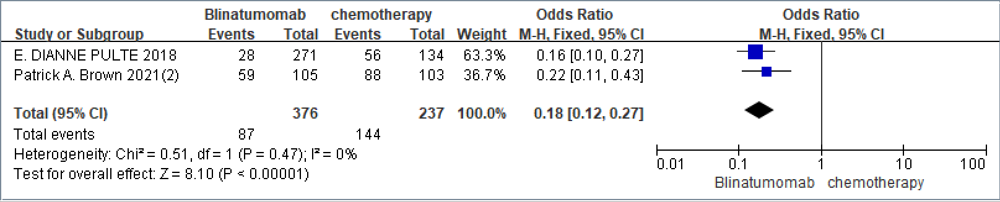 Blinatumomab chemotherapy Odds Ratio Odds Ratio
Study or Subgroup Events Total Events Total Weight M-H, Fixed, 95% CI M-H, Fixed, 95% CI
E. DIANNE PULTE 2018 28 271 56 134 63.3% 0.16 [0.10, 0.27]
Patrick A. Brown 2021(2) 59 105 88 103 36.7% 0.22 [0.11, 0.43]
Total (95% CI) 376 237 100.0% 0.18 [0.12, 0.27]
Total events 87 144
Heterogeneity: Chi² = 0.51, df = 1 (P = 0.47); I² = 0%
Test for overall effect: Z = 8.10 (P < 0.00001)
0.01 0.1 1 10 100
Blinatumomab chemotherapy